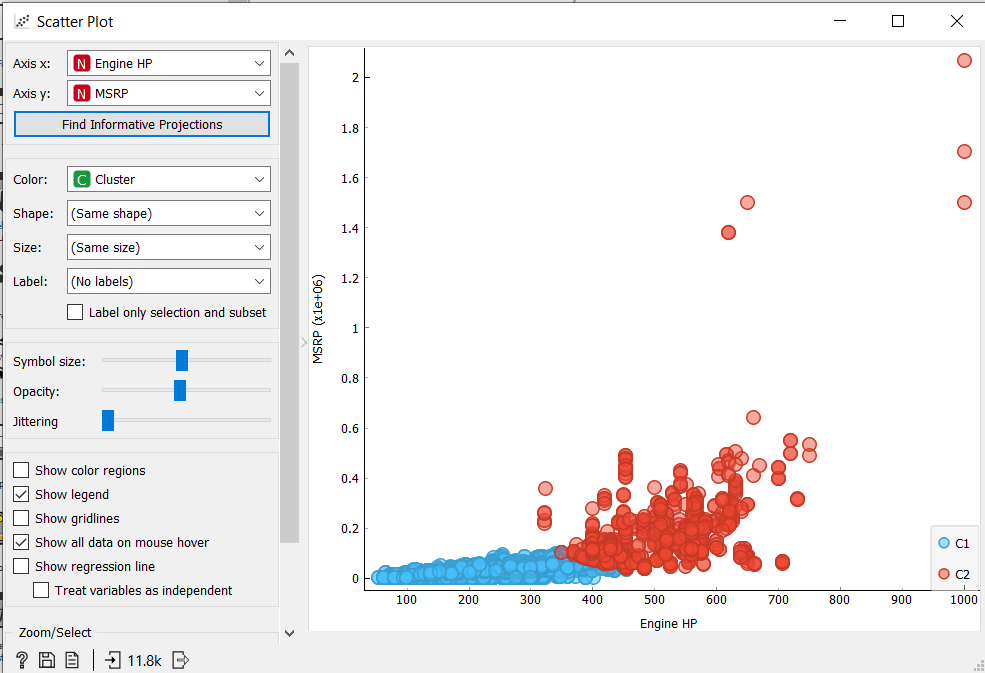 Scatter Plot
Axis x: N Engine HP
Axis y: N MSRP
Find Informative Projections
Color: C Cluster
Shape: (Same shape)
Size: (Same size)
Label: (No labels)
Label only selection and subset
Symbol size:
Opacity:
Jittering
Show color regions
Show legend
Show gridlines
Show all data on mouse hover
Show regression line
Treat variables as independent
Zoom/Select
? 11.8k
MSRP (x1e+06)
2
1.8
1.6
1.4
1.2
1
0.8
0.6
0.4
0.2
0
100 200 300 400 500 600 700 800 900 1000
Engine HP
C1
C2